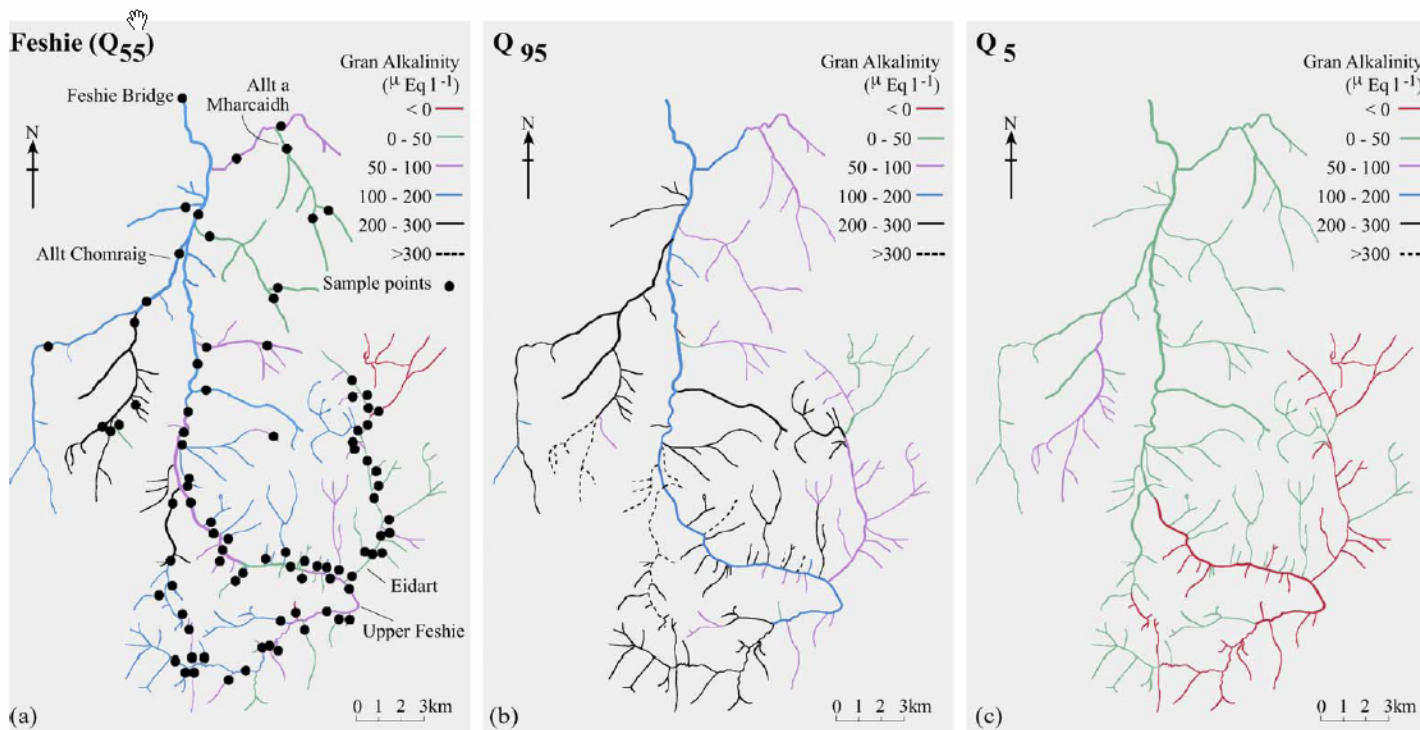 Feshie (Q55)
Gran Alkalinity
(μ Eq l-1)
< 0
0 - 50
50 - 100
100 - 200
200 - 300
>300
Sample points
Feshie Bridge
Allt a
Mharcaidh
N
Allt Chomraig
Eidart
Upper Feshie
0 1 2 3km
(a)
Q 95
Gran Alkalinity
(μ Eq l-1)
< 0
0 - 50
50 - 100
100 - 200
200 - 300
>300
N
0 1 2 3km
(b)
Q 5
Gran Alkalinity
(μ Eq l-1)
< 0
0 - 50
50 - 100
100 - 200
200 - 300
>300
N
0 1 2 3km
(c)